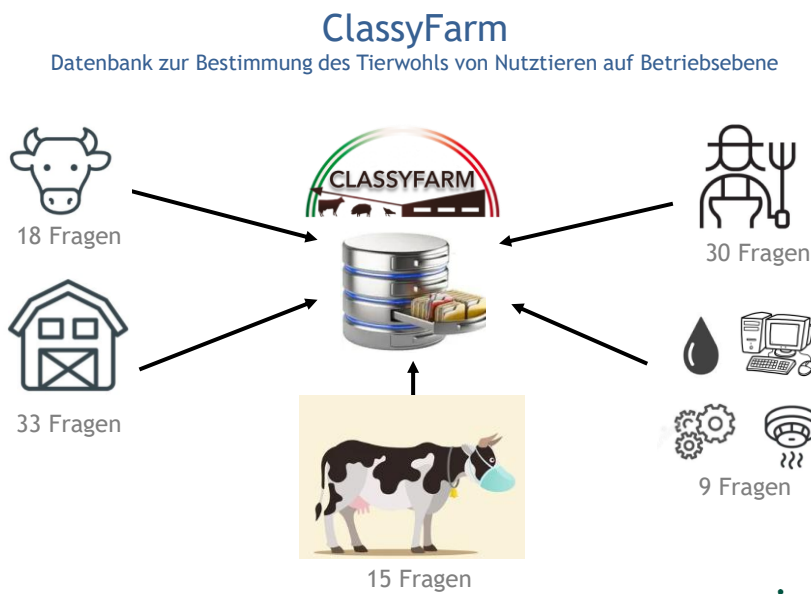 ClassyFarm
Datenbank zur Bestimmung des Tierwohls von Nutztieren auf Betriebsebene
CLASSYFARM
18 Fragen
30 Fragen
33 Fragen
9 Fragen
15 Fragen